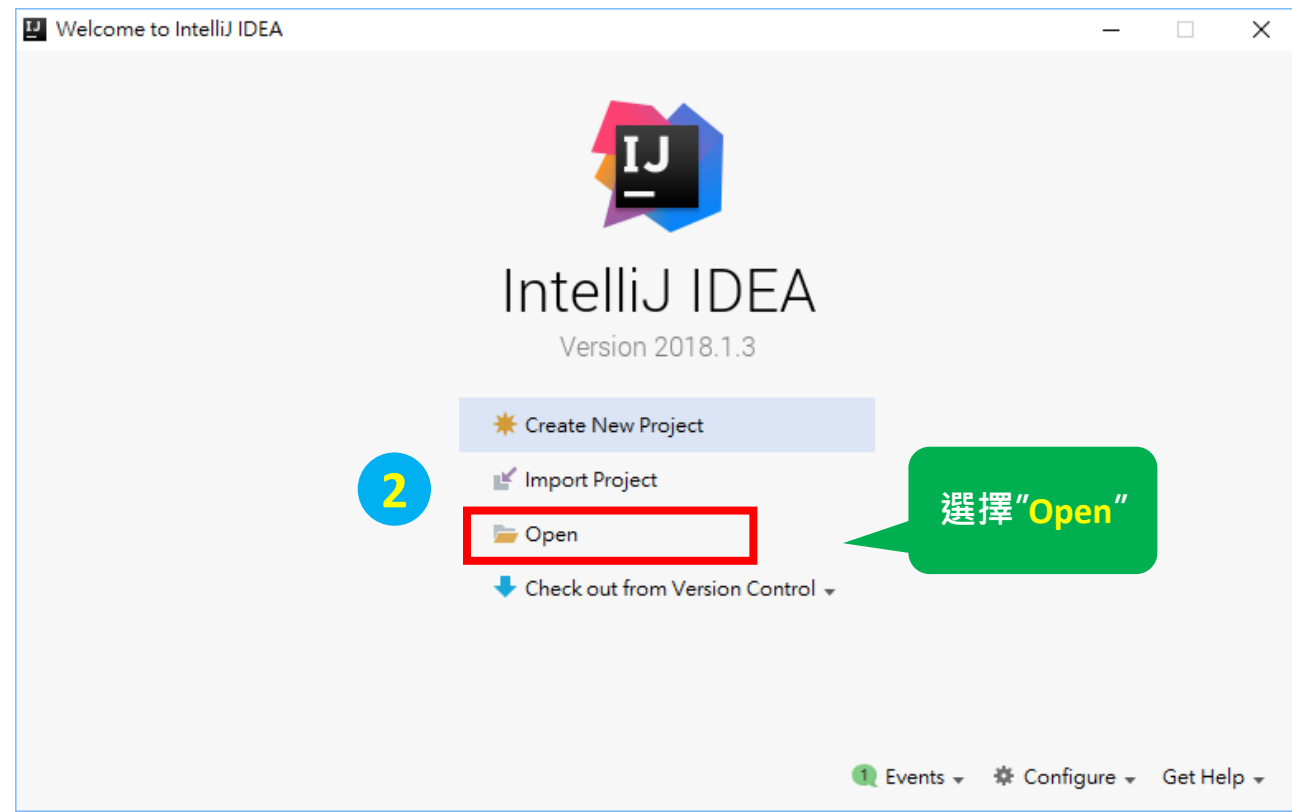 Welcome to IntelliJ IDEA
IJ
IntelliJ IDEA
Version 2018.1.3
Create New Project
2
Import Project
選擇"Open"
Open
Check out from Version Control
1 Events
Configure
Get Help